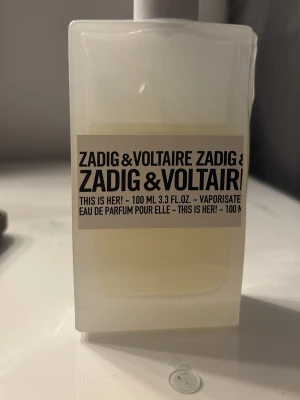 ZADIG & VOLTAIRE ZADIG &
ZADIG & VOLTAIR
THIS IS HER! – 100 ML 3.3 FL.OZ. – VAPORISATE
EAU DE PARFUM POUR ELLE – THIS IS HER! – 100 M